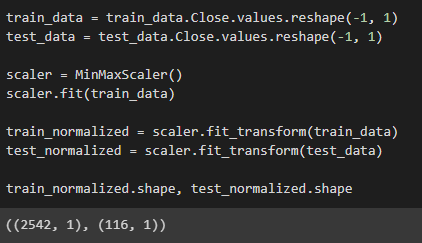 train_data = train_data.Close.values.reshape(-1, 1)
test_data = test_data.Close.values.reshape(-1, 1)
scaler = MinMaxScaler()
scaler.fit(train_data)
train_normalized = scaler.fit_transform(train_data)
test_normalized = scaler.fit_transform(test_data)
train_normalized.shape, test_normalized.shape
((2542, 1), (116, 1))